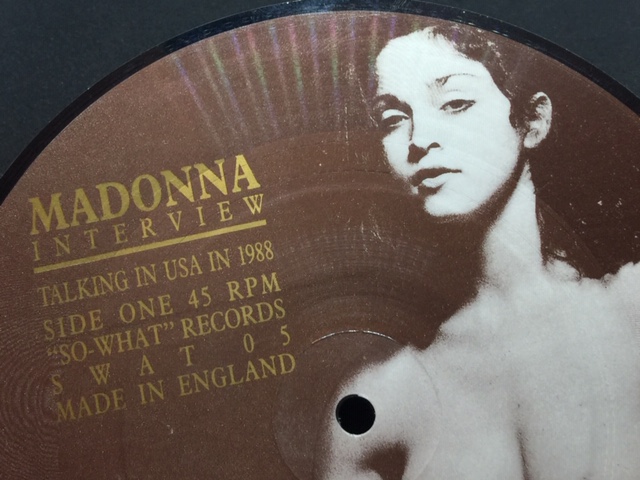 MADONNA
INTERVIEW
TALKING IN USA IN 1988
SIDE ONE 45 RPM
"SO-WHAT" RECORDS
S W A T 0 5
MADE IN ENGLAND